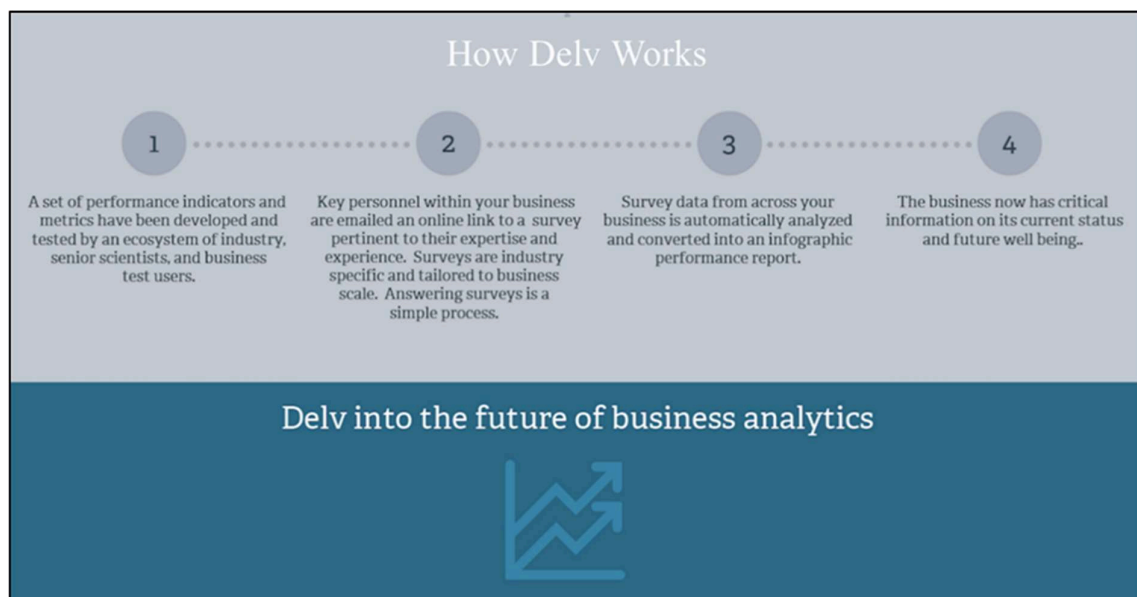 How Delv Works
1
A set of performance indicators and
metrics have been developed and
tested by an ecosystem of industry,
senior scientists, and business
test users.
2
Key personnel within your business
are emailed an online link to a survey
pertinent to their expertise and
experience. Surveys are industry
specific and tailored to business
scale. Answering surveys is a
simple process.
3
Survey data from across your
business is automatically analyzed
and converted into an infographic
performance report.
4
The business now has critical
information on its current status
and future well being..
Delv into the future of business analytics